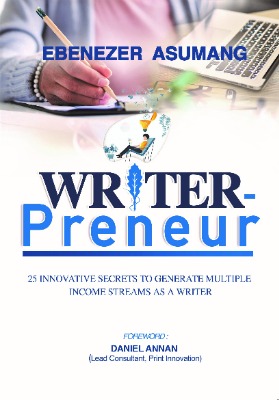 EBENEZER ASUMANG
WRITER-
Preneur
25 INNOVATIVE SECRETS TO GENERATE MULTIPLE
INCOME STREAMS AS A WRITER
FOREWORD:
DANIEL ANNAN
(Lead Consultant, Print Innovation)